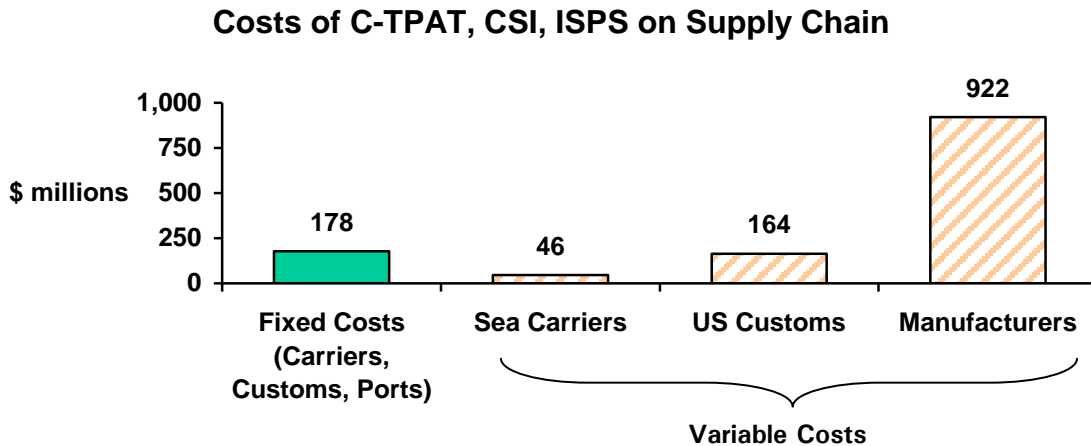 Costs of C-TPAT, CSI, ISPS on Supply Chain
$ millions
1,000
750
500
250
0
178
46
164
922
Fixed Costs
(Carriers,
Customs, Ports)
Sea Carriers
US Customs
Manufacturers
Variable Costs